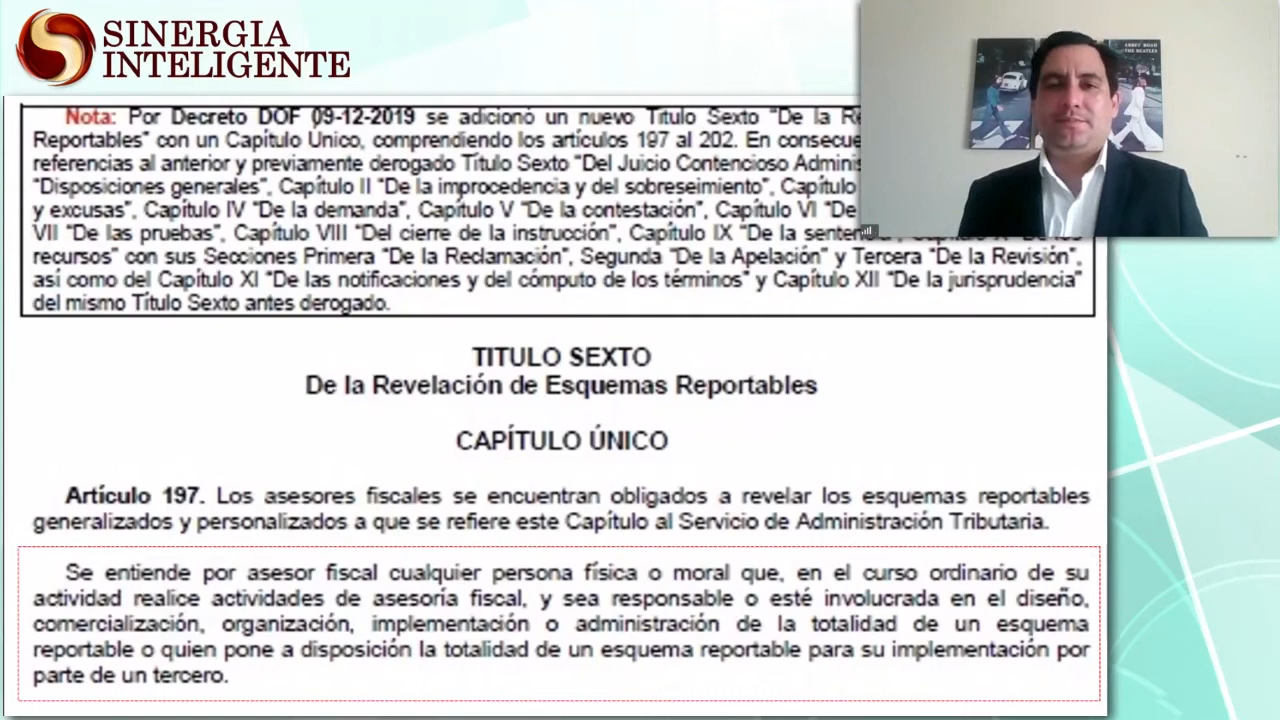 SINERGIA
INTELIGENTE
Nota: Por Decreto DOF 09-12-2019 se adicionó un nuevo Titulo Sexto "De la Re
Reportables" con un Capítulo Unico, comprendiendo los artículos 197 al 202. En consecue
referencias al anterior y previamente derogado Título Sexto "Del Juicio Contencioso Adminis
"Disposiciones generales", Capítulo II "De la improcedencia y del sobreseimiento", Capítulo
y excusas", Capítulo IV "De la demanda", Capítulo V "De la contestación", Capítulo VI "De
VII "De las pruebas", Capítulo VIII "Del cierre de la instrucción", Capítulo IX "De la sentencia",
recursos" con sus Secciones Primera "De la Reclamación", Segunda "De la Apelación" y Tercera "De la Revisión",
así como del Capítulo XI "De las notificaciones y del cómputo de los términos" y Capítulo XII "De la jurisprudencia"
del mismo Título Sexto antes derogado.
TITULO SEXTO
De la Revelación de Esquemas Reportables
CAPÍTULO ÚNICO
Artículo 197. Los asesores fiscales se encuentran obligados a revelar los esquemas reportables
generalizados y personalizados a que se refiere este Capítulo al Servicio de Administración Tributaria.
Se entiende por asesor fiscal cualquier persona física o moral que, en el curso ordinario de su
actividad realice actividades de asesoría fiscal, y sea responsable o esté involucrada en el diseño,
comercialización, organización, implementación o administración de la totalidad de un esquema
reportable o quien pone a disposición la totalidad de un esquema reportable para su implementación por
parte de un tercero.
ABBEY ROAD
THE BEATLES